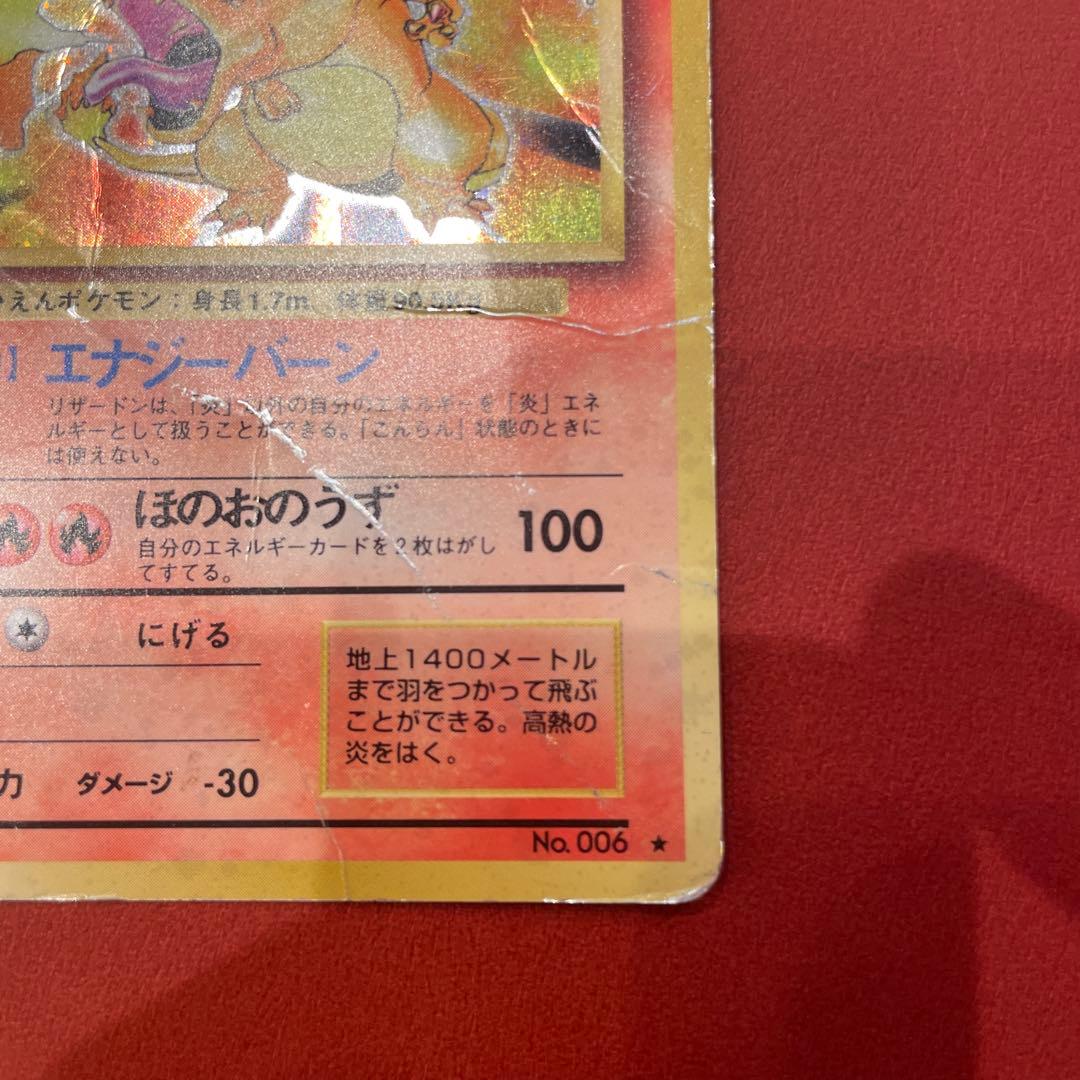 えんポケモン：身長1.7m 体重90.5Kg
エナジーバーン
リザードンは、「炎」以外の自分のエネルギーを「炎」エネ
ルギーとして扱うことができる。「こんらん」状態のときに
は使えない。
ほのおのうず 100
自分のエネルギーカードを2枚はがし
てすてる。
にげる
地上1400メートル
まで羽をつかって飛ぶ
ことができる。高熱の
炎をはく。
力 ダメージ -30
No. 006 ★